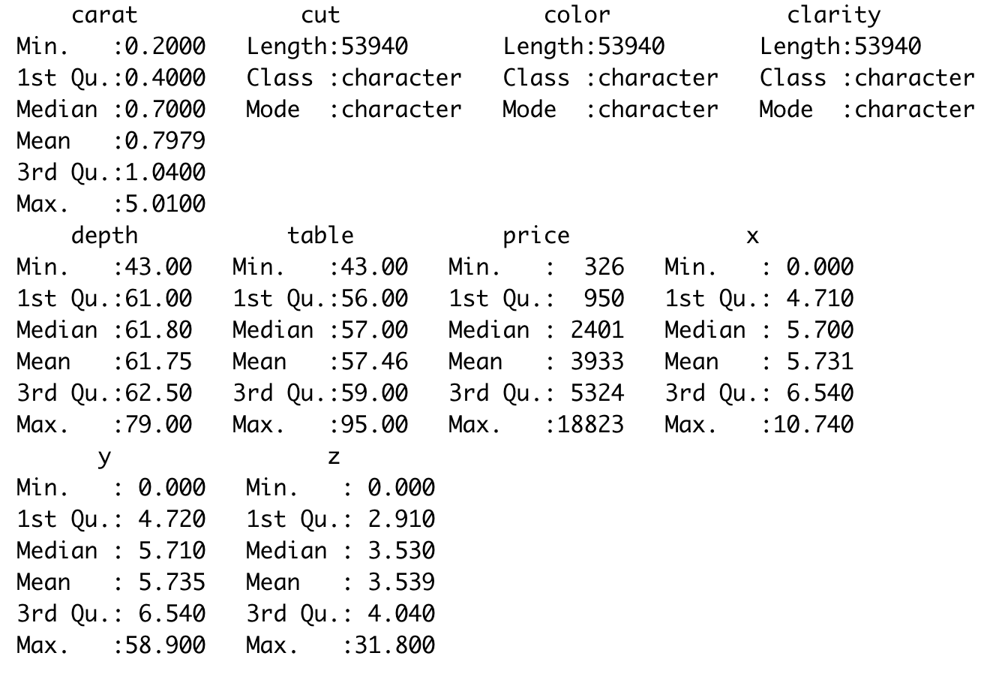 carat             cut               color             clarity
Min.   :0.2000   Length:53940       Length:53940       Length:53940
1st Qu.:0.4000   Class :character   Class :character   Class :character
Median :0.7000   Mode  :character   Mode  :character   Mode  :character
Mean   :0.7979
3rd Qu.:1.0400
Max.   :5.0100
    depth           table           price             x
Min.   :43.00   Min.   :43.00   Min.   :  326   Min.   : 0.000
1st Qu.:61.00   1st Qu.:56.00   1st Qu.:  950   1st Qu.: 4.710
Median :61.80   Median :57.00   Median : 2401   Median : 5.700
Mean   :61.75   Mean   :57.46   Mean   : 3933   Mean   : 5.731
3rd Qu.:62.50   3rd Qu.:59.00   3rd Qu.: 5324   3rd Qu.: 6.540
Max.   :79.00   Max.   :95.00   Max.   :18823   Max.   :10.740
      y                z
Min.   : 0.000   Min.   : 0.000
1st Qu.: 4.720   1st Qu.: 2.910
Median : 5.710   Median : 3.530
Mean   : 5.735   Mean   : 3.539
3rd Qu.: 6.540   3rd Qu.: 4.040
Max.   :58.900   Max.   :31.800